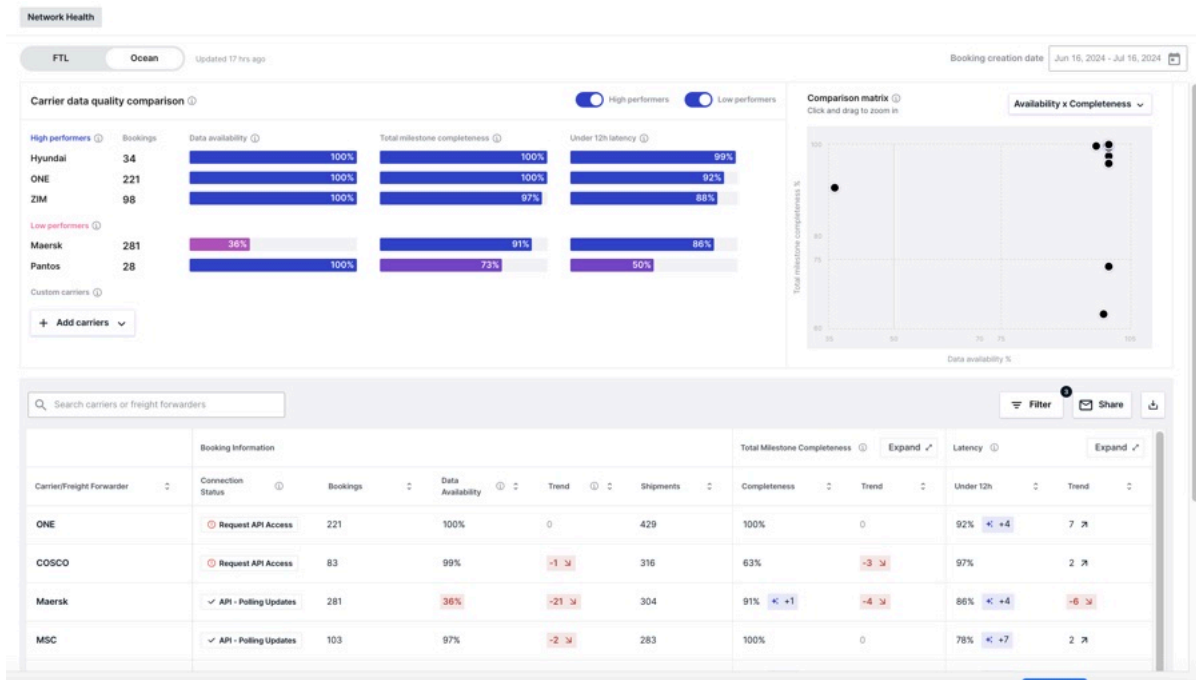 Network Health
FTL Ocean Updated 17 hrs ago Booking creation date Jun 16, 2024 - Jul 16, 2024
Carrier data quality comparison High performers Low performers
High performers Bookings Data availability Total milestone completeness Under 12h latency
Hyundai 34 100% 100% 99%
ONE 221 100% 100% 92%
ZIM 98 100% 97% 88%
Low performers
Maersk 281 36% 91% 86%
Pantos 28 100% 73% 50%
Custom carriers
+ Add carriers
Comparison matrix Availability x Completeness
Click and drag to zoom in
Total milestone completeness %
100
80
75
50 70 75 105
Data availability %
Search carriers or freight forwarders Filter 3 Share
Booking Information Total Milestone Completeness Expand Latency Expand
Carrier/Freight Forwarder Connection Status Bookings Data Availability Trend Shipments Completeness Trend Under 12h Trend
ONE Request API Access 221 100% 0 429 100% 0 92% +4 7
COSCO Request API Access 83 99% -1 316 63% -3 97% 2
Maersk API - Polling Updates 281 36% -21 304 91% +1 -4 86% +4 -6
MSC API - Polling Updates 103 97% -2 283 100% 0 78% +7 2